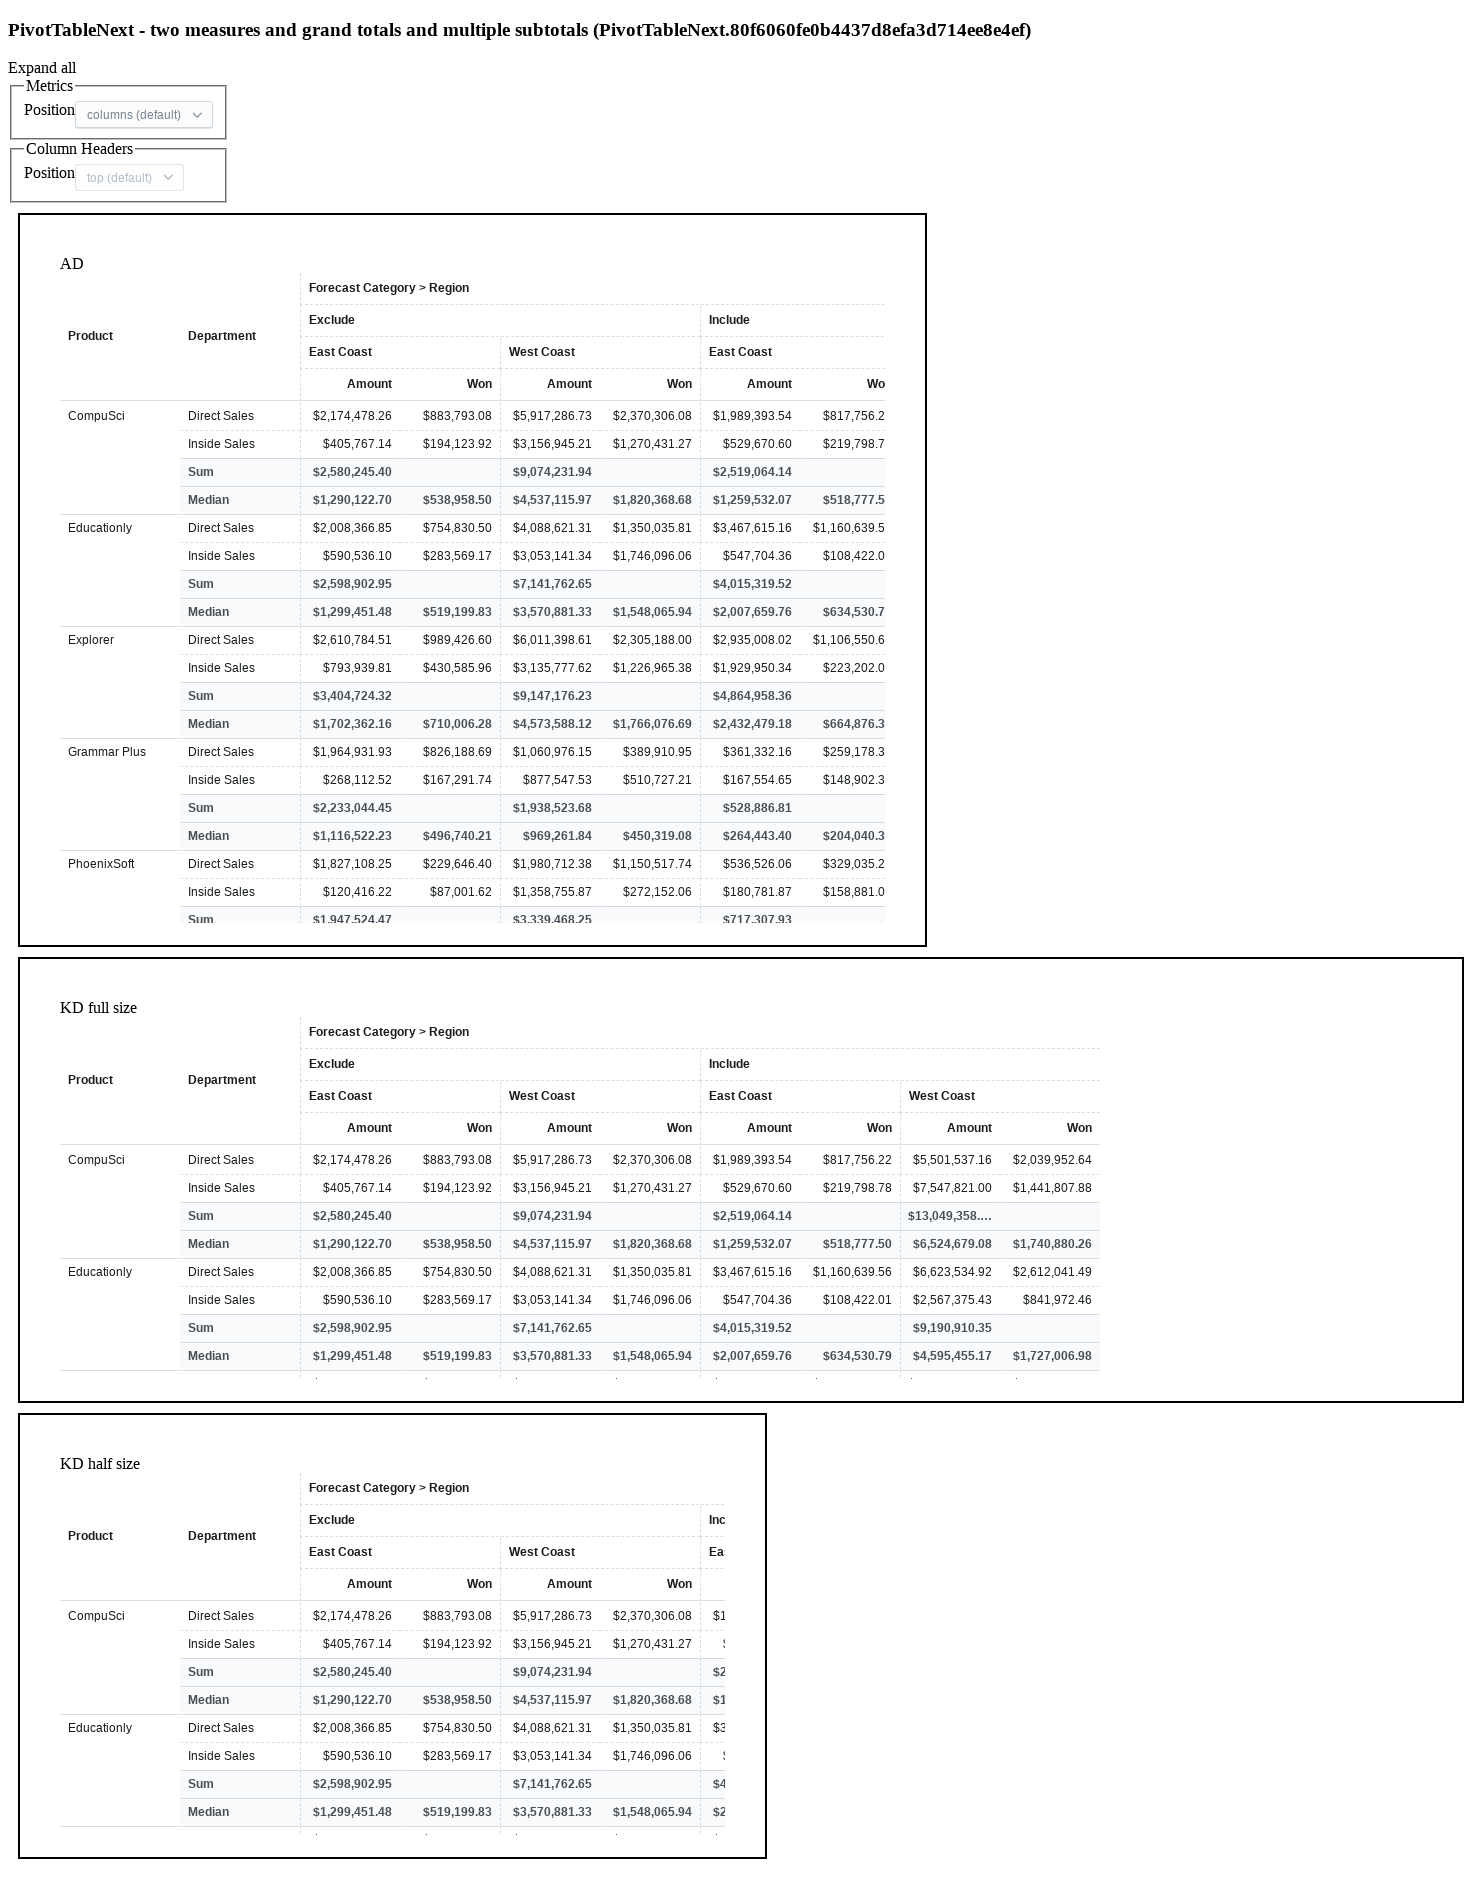 PivotTableNext - two measures and grand totals and multiple subtotals (PivotTableNext.80f6060fe0b4437d8efa3d714ee8e4ef)
Expand all
Metrics
Position columns (default)
Column Headers
Position top (default)
AD
Forecast Category > Region
Exclude Include
Product Department
East Coast West Coast East Coast
Amount Won Amount Won Amount Wo
CompuSci Direct Sales $2,174,478.26 $883,793.08 $5,917,286.73 $2,370,306.08 $1,989,393.54 $817,756.2
Inside Sales $405,767.14 $194,123.92 $3,156,945.21 $1,270,431.27 $529,670.60 $219,798.7
Sum $2,580,245.40 $9,074,231.94 $2,519,064.14
Median $1,290,122.70 $538,958.50 $4,537,115.97 $1,820,368.68 $1,259,532.07 $518,777.5
Educationly Direct Sales $2,008,366.85 $754,830.50 $4,088,621.31 $1,350,035.81 $3,467,615.16 $1,160,639.5
Inside Sales $590,536.10 $283,569.17 $3,053,141.34 $1,746,096.06 $547,704.36 $108,422.0
Sum $2,598,902.95 $7,141,762.65 $4,015,319.52
Median $1,299,451.48 $519,199.83 $3,570,881.33 $1,548,065.94 $2,007,659.76 $634,530.7
Explorer Direct Sales $2,610,784.51 $989,426.60 $6,011,398.61 $2,305,188.00 $2,935,008.02 $1,106,550.6
Inside Sales $793,939.81 $430,585.96 $3,135,777.62 $1,226,965.38 $1,929,950.34 $223,202.0
Sum $3,404,724.32 $9,147,176.23 $4,864,958.36
Median $1,702,362.16 $710,006.28 $4,573,588.12 $1,766,076.69 $2,432,479.18 $664,876.3
Grammar Plus Direct Sales $1,964,931.93 $826,188.69 $1,060,976.15 $389,910.95 $361,332.16 $259,178.3
Inside Sales $268,112.52 $167,291.74 $877,547.53 $510,727.21 $167,554.65 $148,902.3
Sum $2,233,044.45 $1,938,523.68 $528,886.81
Median $1,116,522.23 $496,740.21 $969,261.84 $450,319.08 $264,443.40 $204,040.3
PhoenixSoft Direct Sales $1,827,108.25 $229,646.40 $1,980,712.38 $1,150,517.74 $536,526.06 $329,035.2
Inside Sales $120,416.22 $87,001.62 $1,358,755.87 $272,152.06 $180,781.87 $158,881.0
Sum $1,947,524.47 $3,339,468.25 $717,307.93
KD full size
Forecast Category > Region
Exclude Include
Product Department
East Coast West Coast East Coast West Coast
Amount Won Amount Won Amount Won Amount Won
CompuSci Direct Sales $2,174,478.26 $883,793.08 $5,917,286.73 $2,370,306.08 $1,989,393.54 $817,756.22 $5,501,537.16 $2,039,952.64
Inside Sales $405,767.14 $194,123.92 $3,156,945.21 $1,270,431.27 $529,670.60 $219,798.78 $7,547,821.00 $1,441,807.88
Sum $2,580,245.40 $9,074,231.94 $2,519,064.14 $13,049,358.…
Median $1,290,122.70 $538,958.50 $4,537,115.97 $1,820,368.68 $1,259,532.07 $518,777.50 $6,524,679.08 $1,740,880.26
Educationly Direct Sales $2,008,366.85 $754,830.50 $4,088,621.31 $1,350,035.81 $3,467,615.16 $1,160,639.56 $6,623,534.92 $2,612,041.49
Inside Sales $590,536.10 $283,569.17 $3,053,141.34 $1,746,096.06 $547,704.36 $108,422.01 $2,567,375.43 $841,972.46
Sum $2,598,902.95 $7,141,762.65 $4,015,319.52 $9,190,910.35
Median $1,299,451.48 $519,199.83 $3,570,881.33 $1,548,065.94 $2,007,659.76 $634,530.79 $4,595,455.17 $1,727,006.98
KD half size
Forecast Category > Region
Exclude Inc
Product Department
East Coast West Coast Ea
Amount Won Amount Won
CompuSci Direct Sales $2,174,478.26 $883,793.08 $5,917,286.73 $2,370,306.08 $1
Inside Sales $405,767.14 $194,123.92 $3,156,945.21 $1,270,431.27
Sum $2,580,245.40 $9,074,231.94 $2
Median $1,290,122.70 $538,958.50 $4,537,115.97 $1,820,368.68 $1
Educationly Direct Sales $2,008,366.85 $754,830.50 $4,088,621.31 $1,350,035.81 $3
Inside Sales $590,536.10 $283,569.17 $3,053,141.34 $1,746,096.06
Sum $2,598,902.95 $7,141,762.65 $4
Median $1,299,451.48 $519,199.83 $3,570,881.33 $1,548,065.94 $2